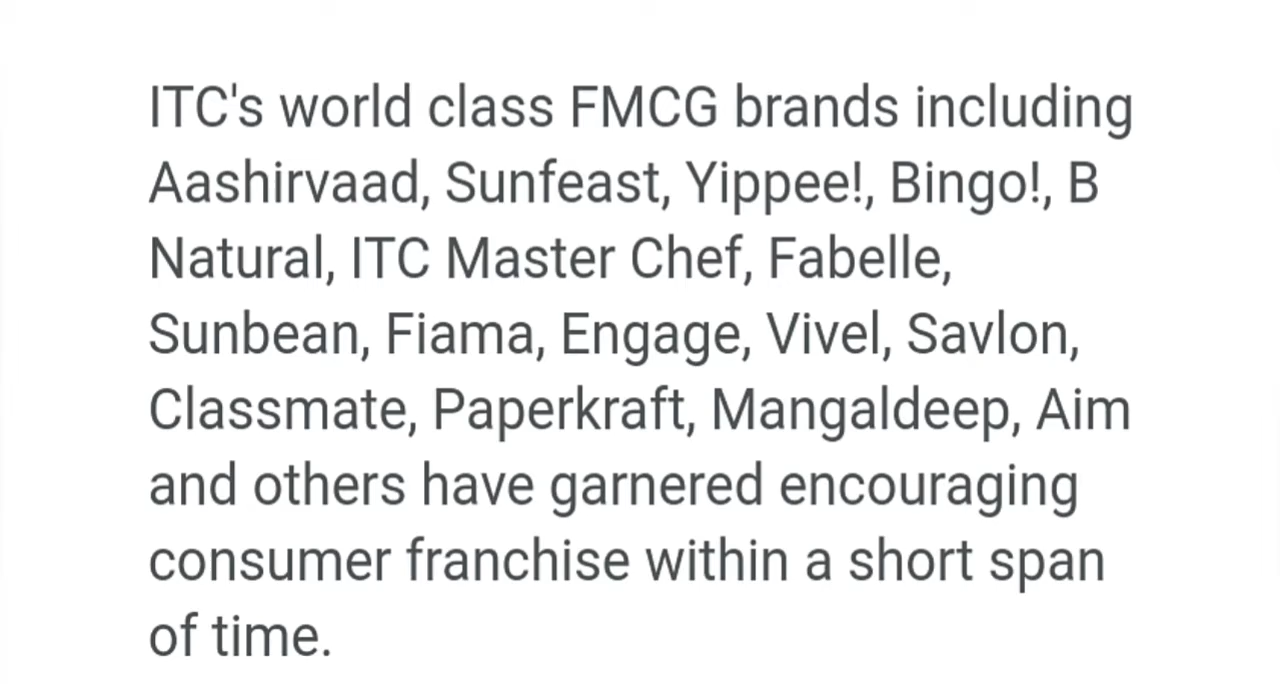 ITC's world class FMCG brands including
Aashirvaad, Sunfeast, Yippee!, Bingo!, B
Natural, ITC Master Chef, Fabelle,
Sunbean, Fiama, Engage, Vivel, Savlon,
Classmate, Paperkraft, Mangaldeep, Aim
and others have garnered encouraging
consumer franchise within a short span
of time.